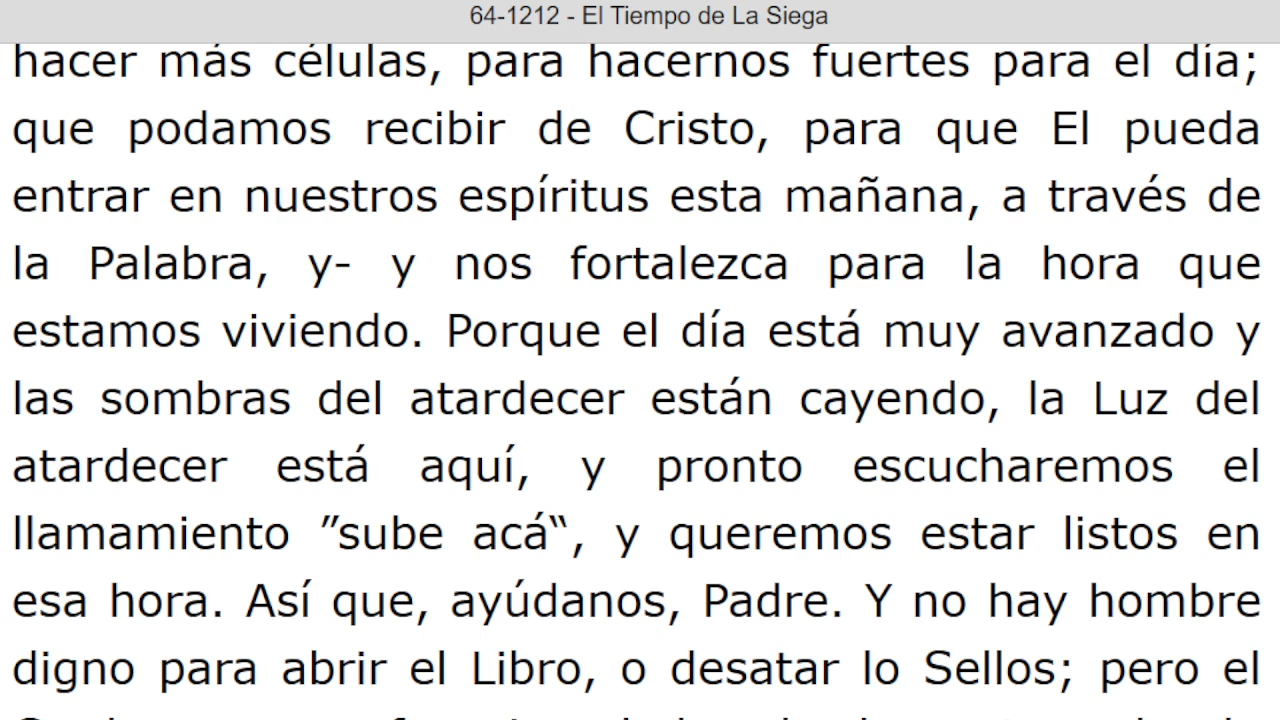 64-1212 - El Tiempo de La Siega
hacer más células, para hacernos fuertes para el día;
que podamos recibir de Cristo, para que El pueda
entrar en nuestros espíritus esta mañana, a través de
la Palabra, y- y nos fortalezca para la hora que
estamos viviendo. Porque el día está muy avanzado y
las sombras del atardecer están cayendo, la Luz del
atardecer está aquí, y pronto escucharemos el
llamamiento ”sube acá“, y queremos estar listos en
esa hora. Así que, ayúdanos, Padre. Y no hay hombre
digno para abrir el Libro, o desatar lo Sellos; pero el